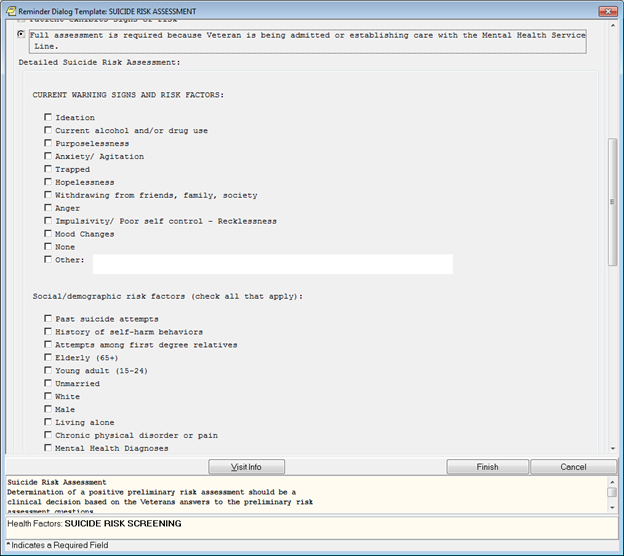 Reminder Dialog Template: SUICIDE RISK ASSESSMENT
Patient exhibits signs of risk
Full assessment is required because Veteran is being admitted or establishing care with the Mental Health Service
Line.
Detailed Suicide Risk Assessment:
CURRENT WARNING SIGNS AND RISK FACTORS:
Ideation
Current alcohol and/or drug use
Purposelessness
Anxiety/ Agitation
Trapped
Hopelessness
Withdrawing from friends, family, society
Anger
Impulsivity/ Poor self control - Recklessness
Mood Changes
None
Other:
Social/demographic risk factors (check all that apply):
Past suicide attempts
History of self-harm behaviors
Attempts among first degree relatives
Elderly (65+)
Young adult (15-24)
Unmarried
White
Male
Living alone
Chronic physical disorder or pain
Mental Health Diagnoses
Visit Info Finish Cancel
Suicide Risk Assessment
Determination of a positive preliminary risk assessment should be a
clinical decision based on the Veterans answers to the preliminary risk
assessment questions
Health Factors: SUICIDE RISK SCREENING
* Indicates a Required Field